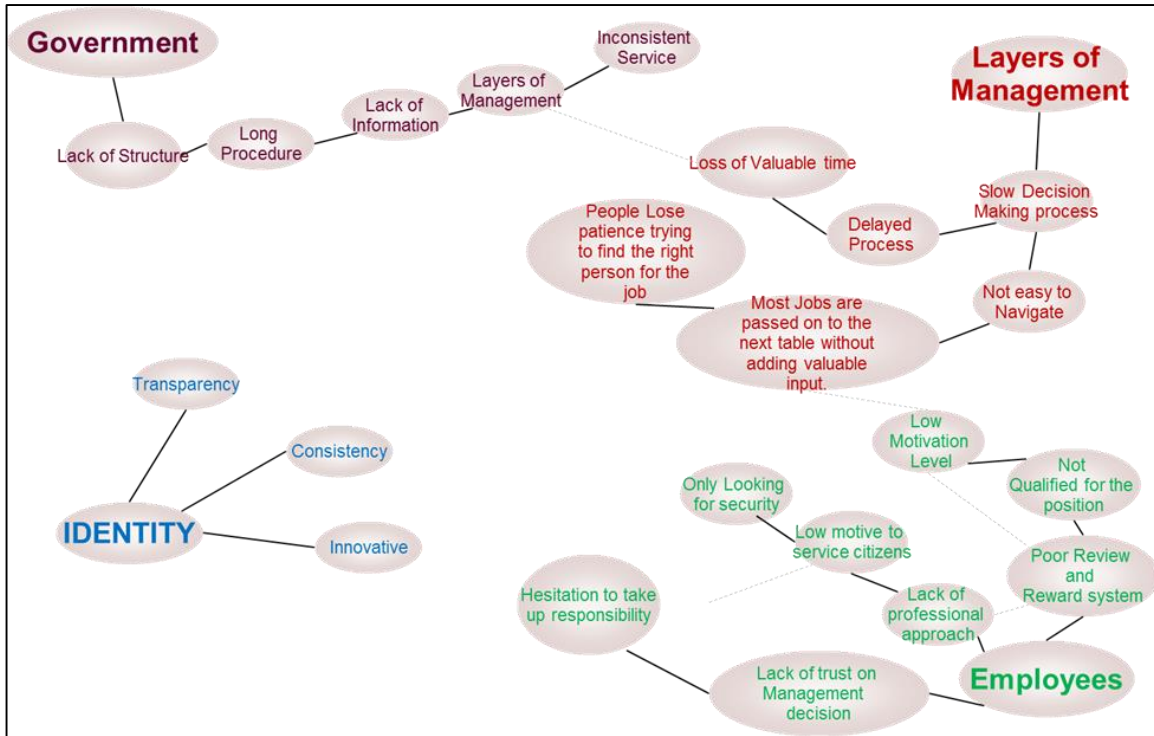 Government
Lack of Structure
Long
Procedure
Lack of
Information
Layers of
Management
Inconsistent
Service
Layers of
Management
Slow Decision
Making process
Delayed
Process
Loss of Valuable time
Not easy to
Navigate
Most Jobs are
passed on to the
next table without
adding valuable
input.
People Lose
patience trying
to find the right
person for the
job
IDENTITY
Transparency
Consistency
Innovative
Employees
Poor Review
and
Reward system
Not
Qualified for the
position
Low
Motivation
Level
Lack of
professional
approach
Low motive to
service citizens
Only Looking
for security
Lack of trust on
Management
decision
Hesitation to take
up responsibility